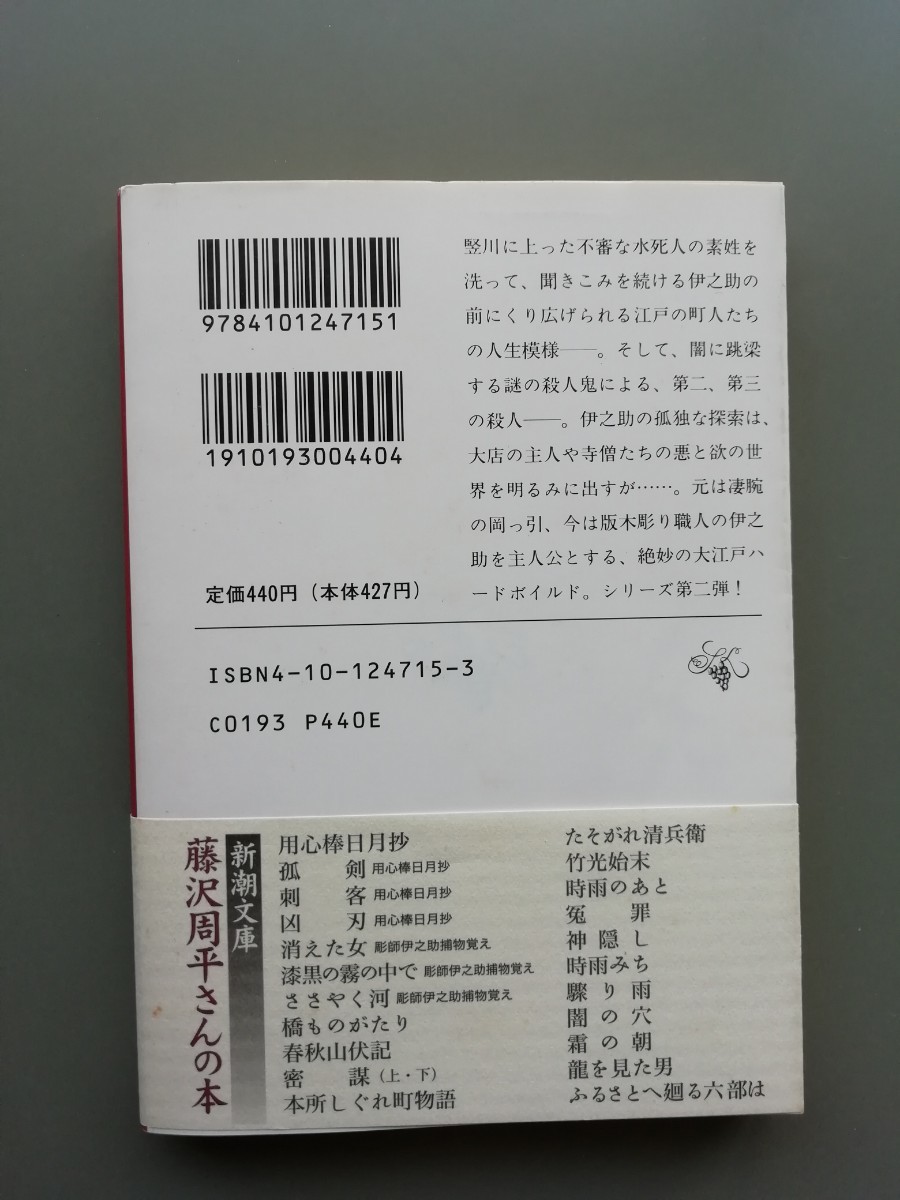 9784101247151
1910193004404
定価440円（本体427円）
竪川に上った不審な水死人の素姓を
洗って、聞きこみを続ける伊之助の
前にくり広げられる江戸の町人たち
の人生模様――。そして、闇に跳梁
する謎の殺人鬼による、第二、第三
の殺人――。伊之助の孤独な探索は、
大店の主人や寺僧たちの悪と欲の世
界を明るみに出すが……。元は凄腕
の岡っ引、今は版木彫り職人の伊之
助を主人公とする、絶妙の大江戸ハ
ードボイルド。シリーズ第二弾！
ISBN4-10-124715-3
C0193 P440E
新潮文庫
藤沢周平さんの本
用心棒日月抄
孤剣 用心棒日月抄
刺客 用心棒日月抄
凶刃 用心棒日月抄
消えた女 彫師伊之助捕物覚え
漆黒の霧の中で 彫師伊之助捕物覚え
ささやく河 彫師伊之助捕物覚え
橋ものがたり
春秋山伏記
密謀（上・下）
本所しぐれ町物語
たそがれ清兵衛
竹光始末
時雨のあと
冤罪
神隠し
時雨みち
驟り雨
闇の穴
霜の朝
龍を見た男
ふるさとへ廻る六部は